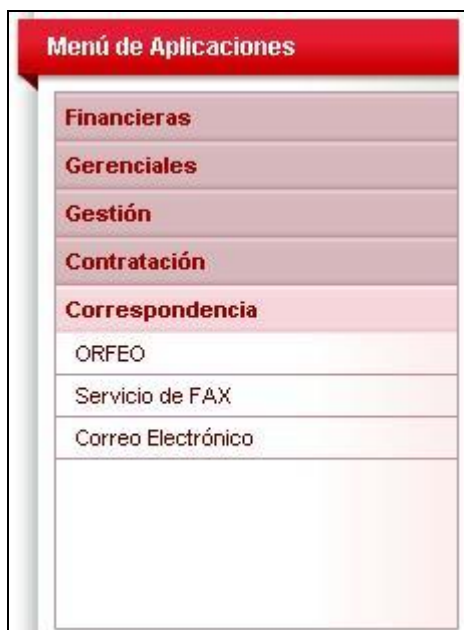 Menú de Aplicaciones
Financieras
Gerenciales
Gestión
Contratación
Correspondencia
ORFEO
Servicio de FAX
Correo Electrónico